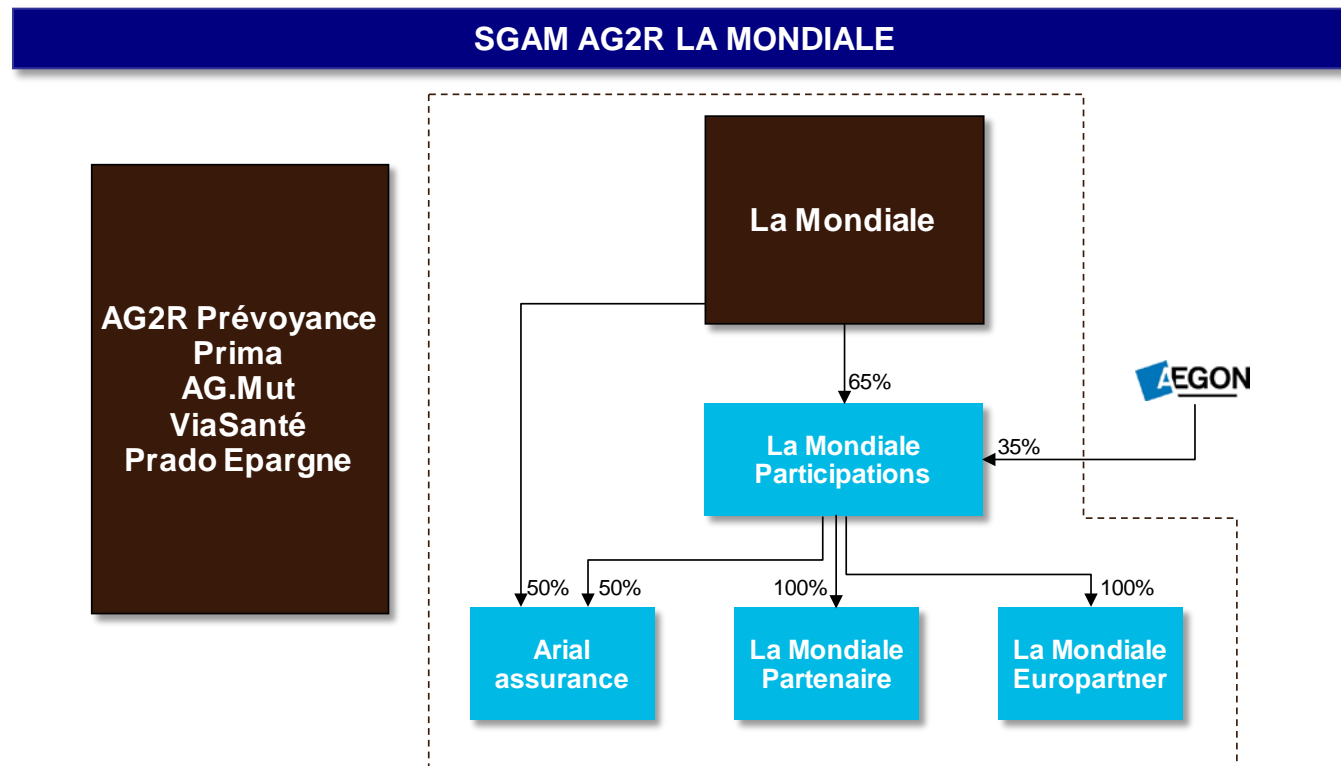 SGAM AG2R LA MONDIALE
La Mondiale
AG2R Prévoyance
Prima
AG.Mut
ViaSanté
Prado Epargne
65%
AEGON
La Mondiale
Participations
35%
50%
50%
100%
100%
Arial
assurance
La Mondiale
Partenaire
La Mondiale
Europartner